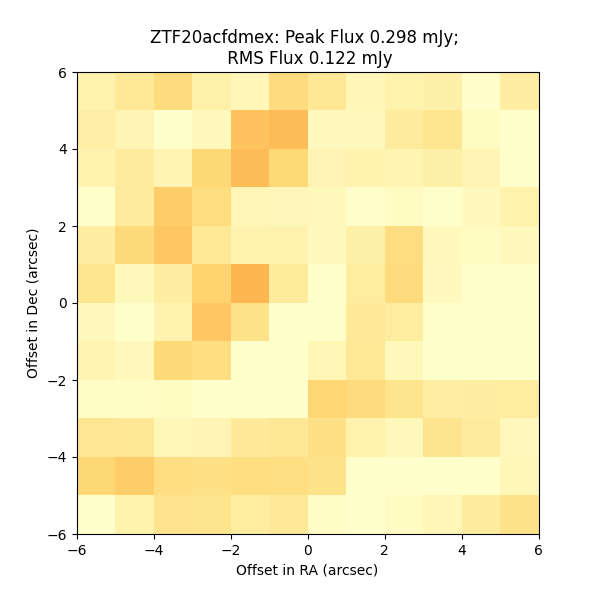 ZTF20acfdmex: Peak Flux 0.298 mJy;
RMS Flux 0.122 mJy
6
4
2
0
−2
−4
−6
Offset in Dec (arcsec)
−6 −4 −2 0 2 4 6
Offset in RA (arcsec)